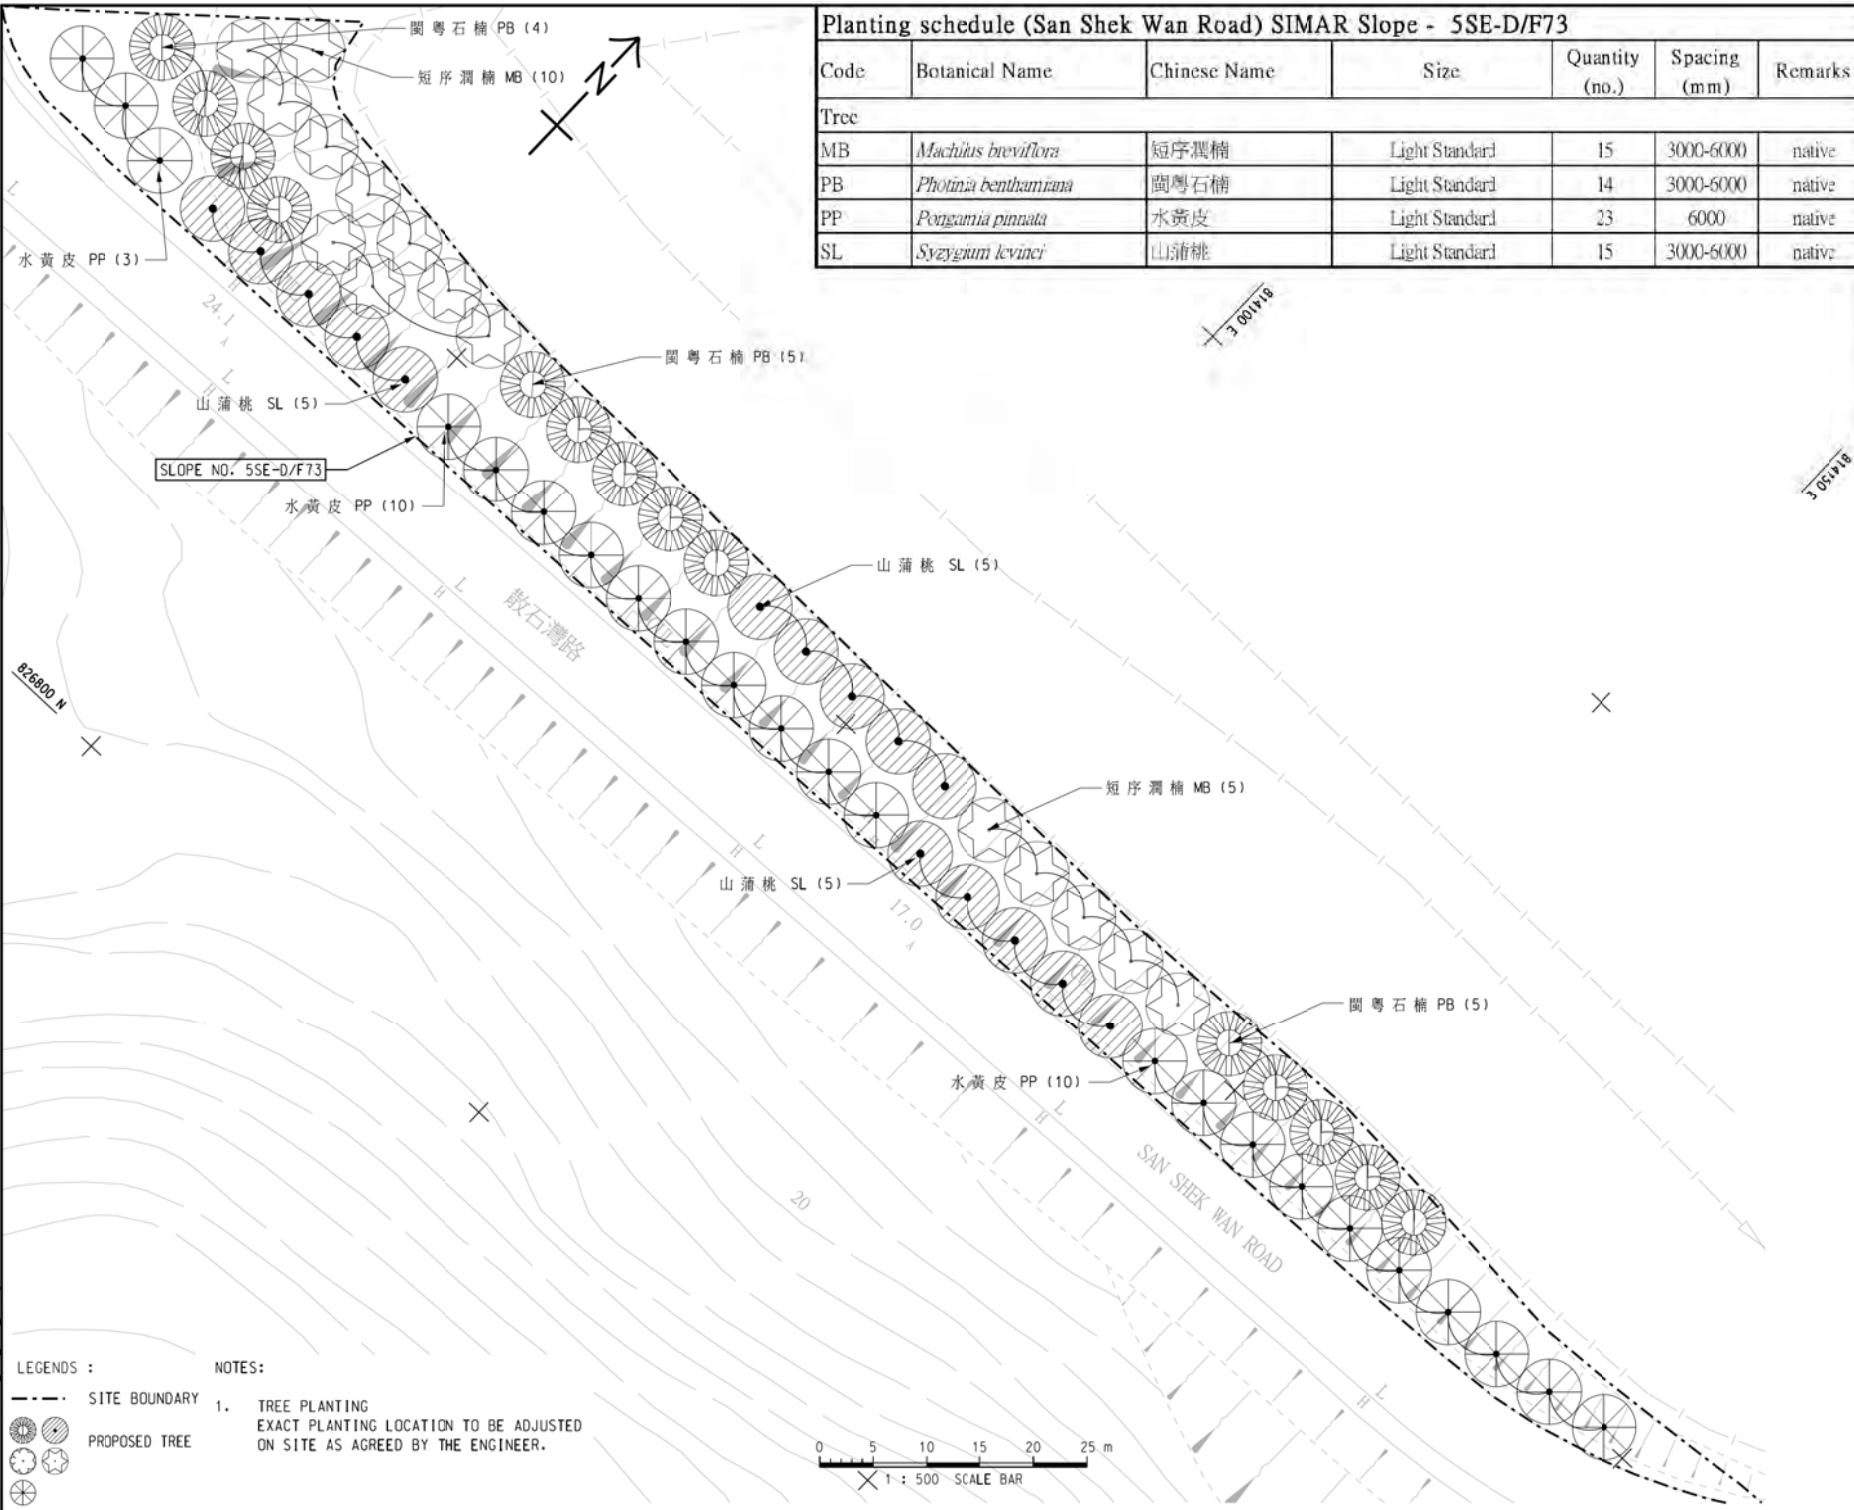 Planting schedule (San Shek Wan Road) SIMAR Slope - 5SE-D/F73
Code Botanical Name Chinese Name Size Quantity (no.) Spacing (mm) Remarks
Tree
MB Machilus breviflora 短序潤楠 Light Standard 15 3000-6000 native
PB Photinia benthamiana 閩粵石楠 Light Standard 14 3000-6000 native
PP Pongamia pinnata 水黃皮 Light Standard 23 6000 native
SL Syzygium levinei 山蒲桃 Light Standard 15 3000-6000 native
閩粵石楠 PB (4)
短序潤楠 MB (10)
N
水黃皮 PP (3)
24.1
L
H
L
H
814100 E
閩粵石楠 PB (5)
山蒲桃 SL (5)
SLOPE NO. 5SE-D/F73
814150 E
水黃皮 PP (10)
山蒲桃 SL (5)
L
H
散石灣路
826800 N
短序潤楠 MB (5)
L
H
山蒲桃 SL (5)
17.0
閩粵石楠 PB (5)
水黃皮 PP (10)
L
H
SAN SHEK WAN ROAD
20
L
H
LEGENDS :
SITE BOUNDARY
PROPOSED TREE
NOTES:
1. TREE PLANTING
EXACT PLANTING LOCATION TO BE ADJUSTED
ON SITE AS AGREED BY THE ENGINEER.
0 5 10 15 20 25 m
1 : 500 SCALE BAR